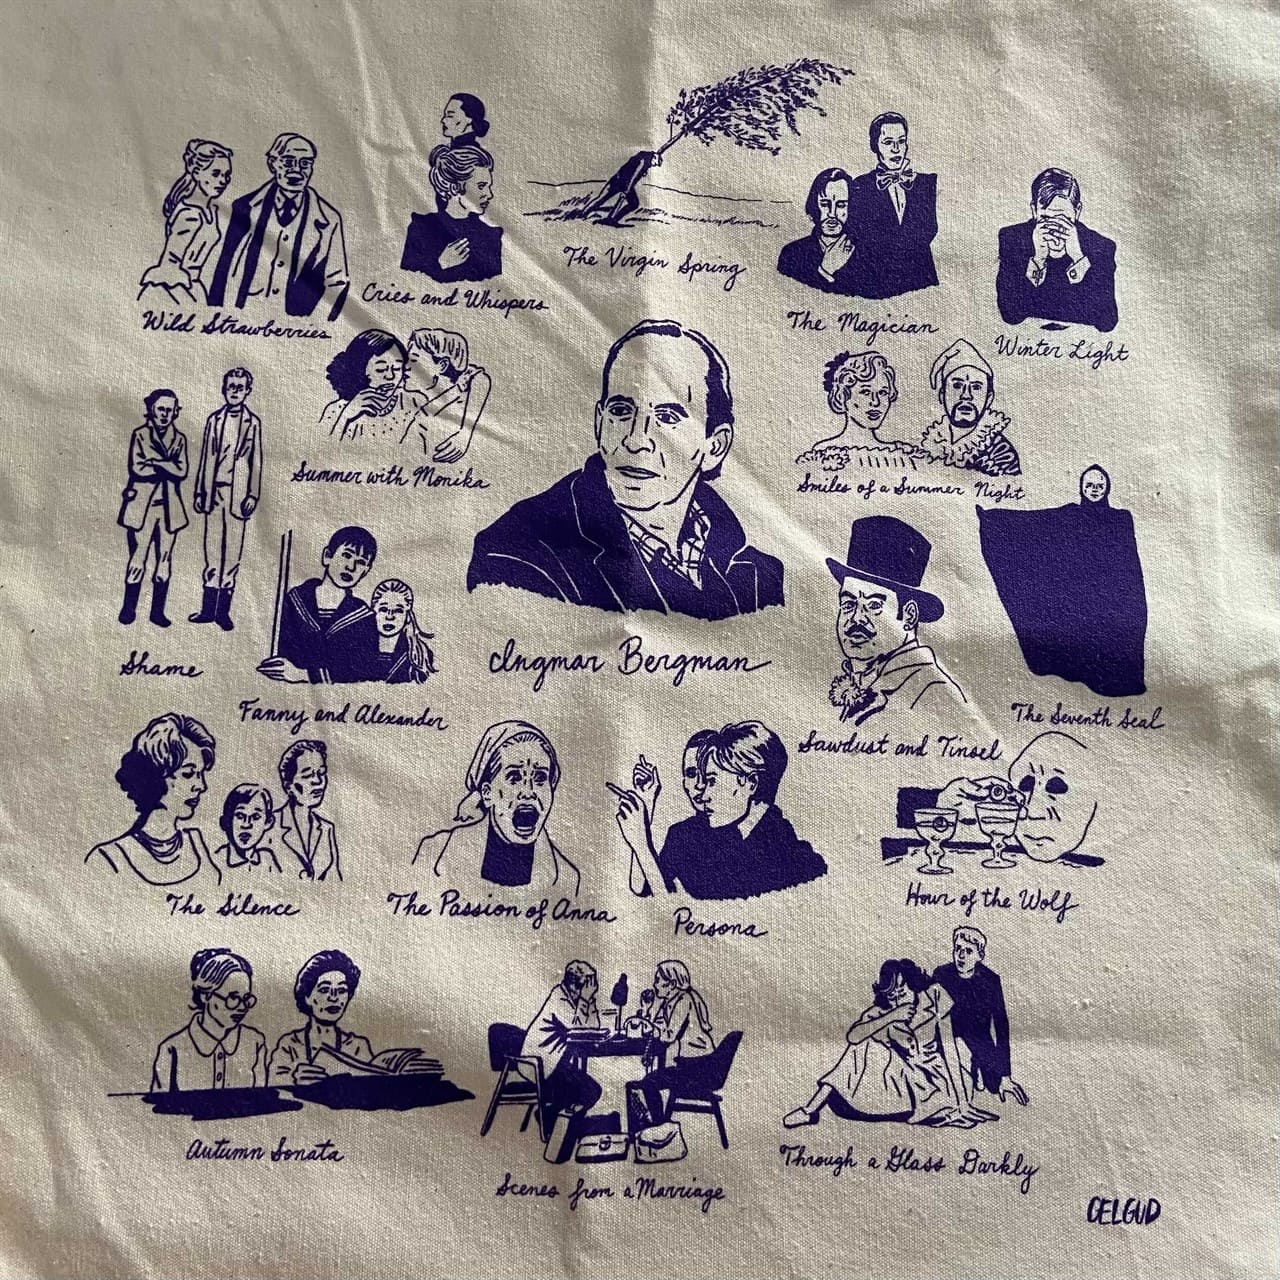 The Virgin Spring
Cries and Whispers
Wild Strawberries
The Magician
Winter Light
Summer with Monika
Smiles of a Summer Night
Shame
Ingmar Bergman
Fanny and Alexander
The Seventh Seal
Sawdust and Tinsel
The Silence
The Passion of Anna
Persona
Hour of the Wolf
Autumn Sonata
Scenes from a Marriage
Through a Glass Darkly
CELGUD